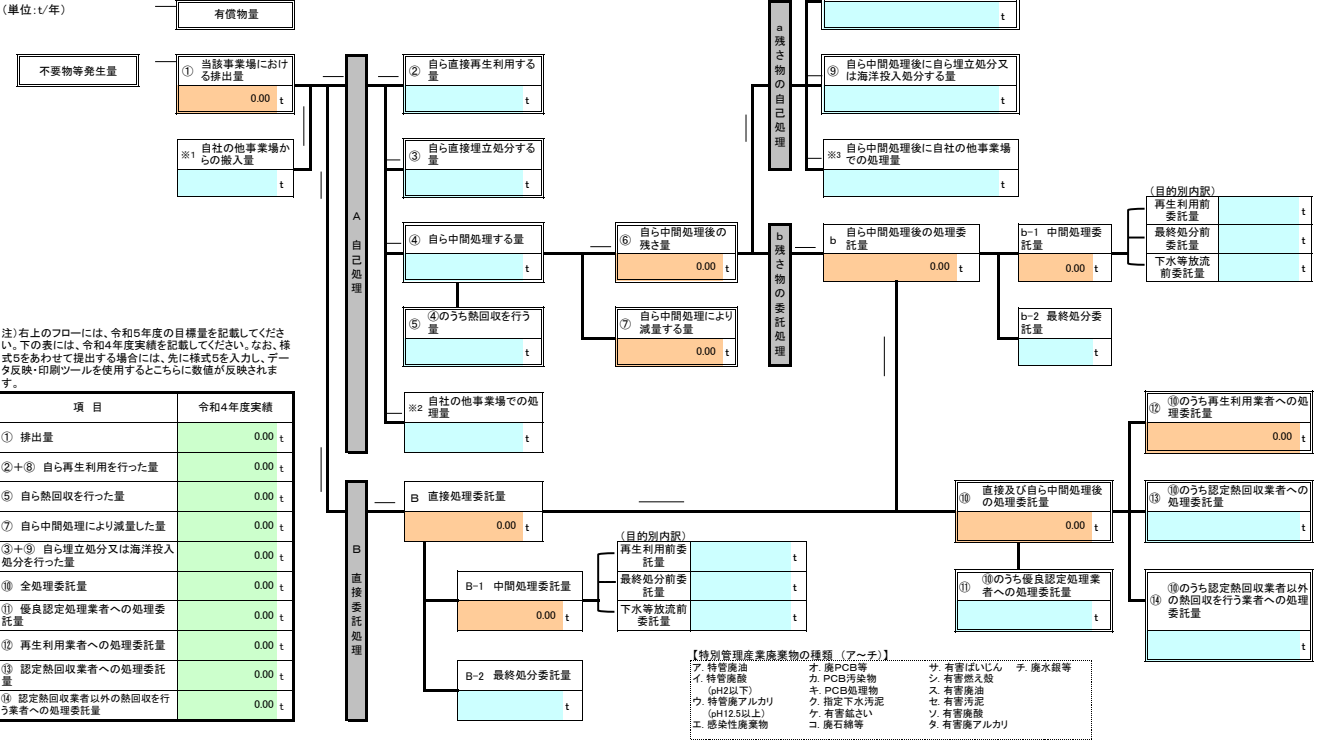 （単位:t/年）
有償物量
不要物等発生量
① 当該事業場におけ
る排出量
0.00 t
※1 自社の他事業場か
らの搬入量
t
A 自己処理
② 自ら直接再生利用する
量
t
③ 自ら直接埋立処分する
量
t
④ 自ら中間処理する量
t
⑤ ④のうち熱回収を行う
量
t
※2 自社の他事業場での処
理量
t
⑥ 自ら中間処理後の
残さ量
0.00 t
⑦ 自ら中間処理により
減量する量
0.00 t
a 残さ物の自己処理
t
⑨ 自ら中間処理後に自ら埋立処分又
は海洋投入処分する量
t
※3 自ら中間処理後に自社の他事業場
での処理量
t
b 残さ物の委託処理
b 自ら中間処理後の処理委
託量
0.00 t
b-1 中間処理委
託量
0.00 t
b-2 最終処分委
託量
t
（目的別内訳）
再生利用前
委託量 t
最終処分前
委託量 t
下水等放流
前委託量 t
注）右上のフローには、令和5年度の目標量を記載してくださ
い。下の表には、令和4年度実績を記載してください。なお、様
式5をあわせて提出する場合には、先に様式5を入力し、デー
タ反映・印刷ツールを使用するとこちらに数値が反映されま
す。
項 目 令和4年度実績
① 排出量 0.00 t
②＋⑧ 自ら再生利用を行った量 0.00 t
⑤ 自ら熱回収を行った量 0.00 t
⑦ 自ら中間処理により減量した量 0.00 t
③＋⑨ 自ら埋立処分又は海洋投入
処分を行った量 0.00 t
⑩ 全処理委託量 0.00 t
⑪ 優良認定処理業者への処理委
託量 0.00 t
⑫ 再生利用業者への処理委託量 0.00 t
⑬ 認定熱回収業者への処理委託
量 0.00 t
⑭ 認定熱回収業者以外の熱回収を行
う業者への処理委託量 0.00 t
B 直接委託処理
B 直接処理委託量
0.00 t
B-1 中間処理委託量
0.00 t
B-2 最終処分委託量
t
（目的別内訳）
再生利用前委
託量 t
最終処分前委
託量 t
下水等放流前
委託量 t
⑩ 直接及び自ら中間処理後
の処理委託量
0.00 t
⑪ ⑩のうち優良認定処理業
者への処理委託量
t
⑫ ⑩のうち再生利用業者への処
理委託量
0.00 t
⑬ ⑩のうち認定熱回収業者への
処理委託量
t
⑭ ⑩のうち認定熱回収業者以外
の熱回収を行う業者への処理
委託量
t
【特別管理産業廃棄物の種類 （ア～チ）】
ア. 特管廃油 オ. 廃PCB等 サ. 有害ばいじん チ. 廃水銀等
イ. 特管廃酸 カ. PCB汚染物 シ. 有害燃え殻
（pH2以下） キ. PCB処理物 ス. 有害廃油
ウ. 特管廃アルカリ ク. 指定下水汚泥 セ. 有害汚泥
（pH12.5以上） ケ. 有害鉱さい ソ. 有害廃酸
エ. 感染性廃棄物 コ. 廃石綿等 タ. 有害廃アルカリ